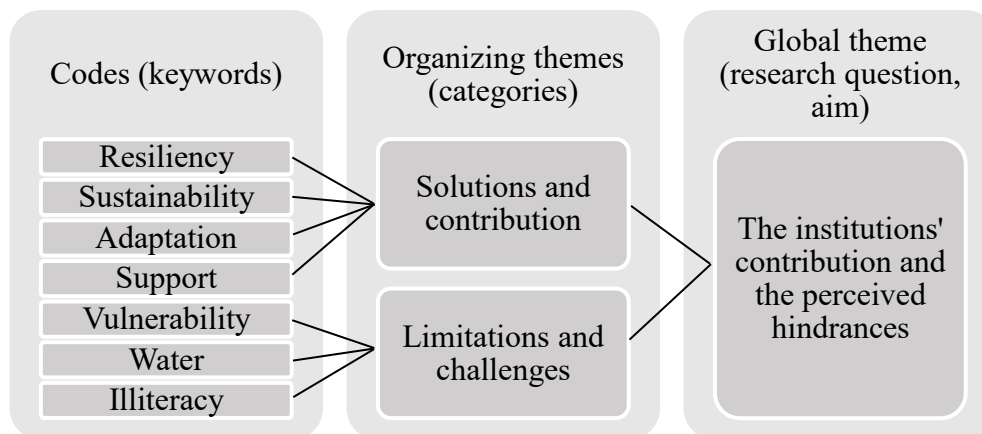 Codes (keywords)
Resiliency
Sustainability
Adaptation
Support
Vulnerability
Water
Illiteracy
Organizing themes
(categories)
Solutions and
contribution
Limitations and
challenges
Global theme
(research question,
aim)
The institutions'
contribution and
the perceived
hindrances